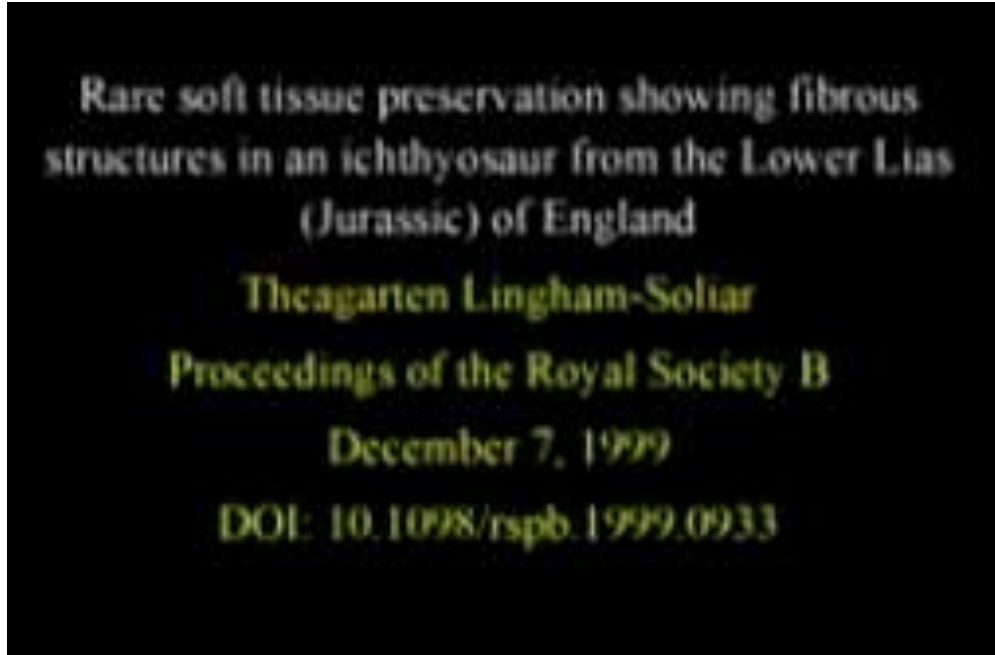 Rare soft tissue preservation showing fibrous
structures in an ichthyosaur from the Lower Lias
(Jurassic) of England
Theagarten Lingham-Soliar
Proceedings of the Royal Society B
December 7, 1999
DOI: 10.1098/rspb.1999.0933